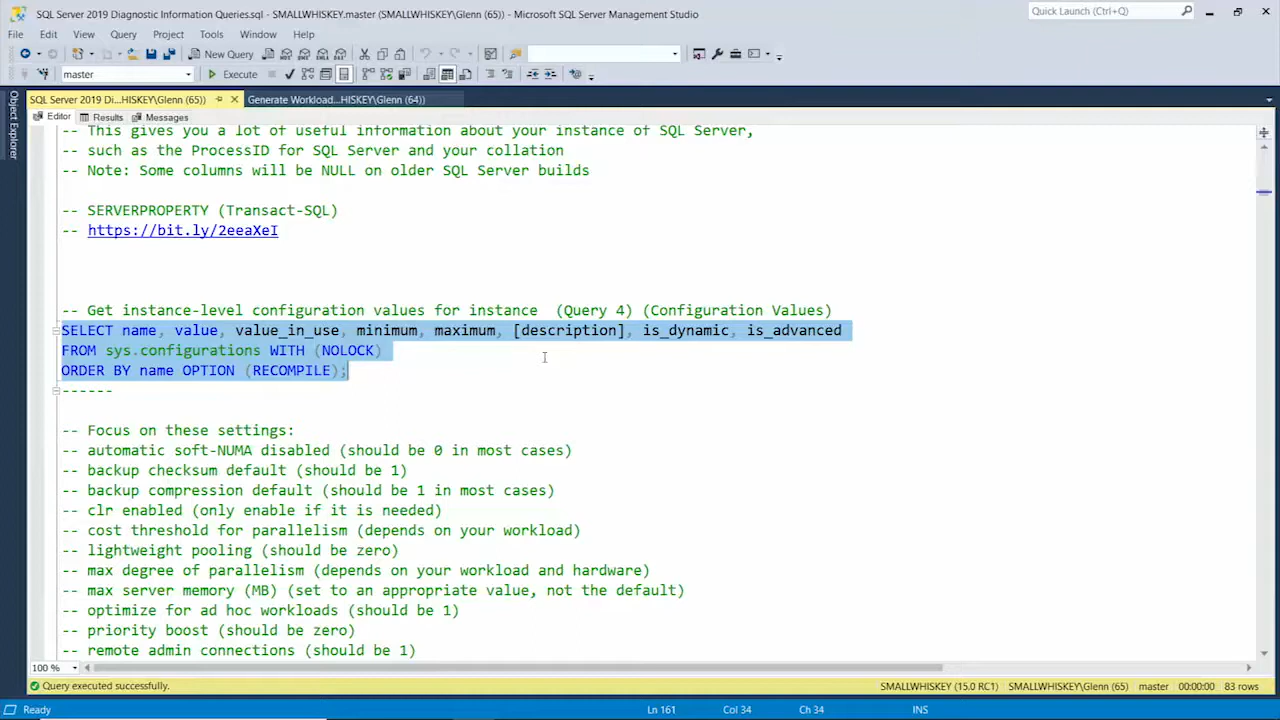 SQL Server 2019 Diagnostic Information Queries.sql - SMALLWHISKEY.master (SMALLWHISKEY\Glenn (65)) - Microsoft SQL Server Management Studio
Quick Launch (Ctrl+Q)
File Edit View Query Project Tools Window Help
New Query
master Execute
SQL Server 2019 Di...HISKEY\Glenn (65)) Generate Workload...HISKEY\Glenn (64))
Object Explorer
Editor Results Messages
-- This gives you a lot of useful information about your instance of SQL Server,
-- such as the ProcessID for SQL Server and your collation
-- Note: Some columns will be NULL on older SQL Server builds
-- SERVERPROPERTY (Transact-SQL)
-- https://bit.ly/2eeaXeI
-- Get instance-level configuration values for instance  (Query 4) (Configuration Values)
SELECT name, value, value_in_use, minimum, maximum, [description], is_dynamic, is_advanced
FROM sys.configurations WITH (NOLOCK)
ORDER BY name OPTION (RECOMPILE);
------
-- Focus on these settings:
-- automatic soft-NUMA disabled (should be 0 in most cases)
-- backup checksum default (should be 1)
-- backup compression default (should be 1 in most cases)
-- clr enabled (only enable if it is needed)
-- cost threshold for parallelism (depends on your workload)
-- lightweight pooling (should be zero)
-- max degree of parallelism (depends on your workload and hardware)
-- max server memory (MB) (set to an appropriate value, not the default)
-- optimize for ad hoc workloads (should be 1)
-- priority boost (should be zero)
-- remote admin connections (should be 1)
100 %
Query executed successfully. SMALLWHISKEY (15.0 RC1) SMALLWHISKEY\Glenn (65) master 00:00:00 83 rows
Ready Ln 161 Col 34 Ch 34 INS